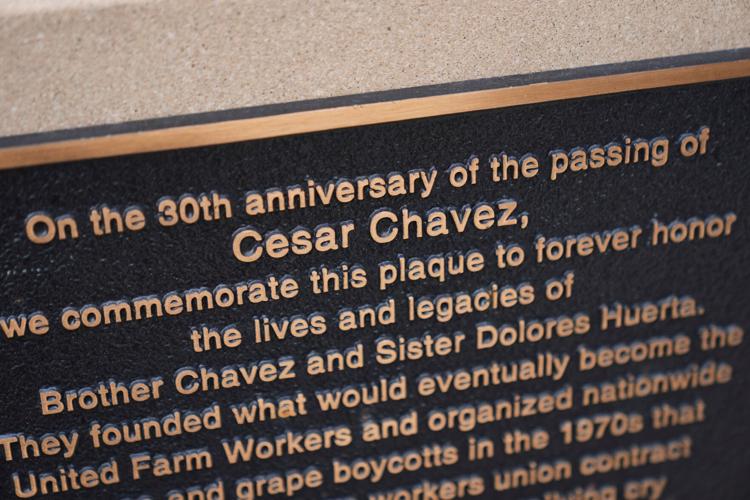 On the 30th anniversary of the passing of
Cesar Chavez,
we commemorate this plaque to forever honor
the lives and legacies of
Brother Chavez and Sister Dolores Huerta.
They founded what would eventually become the
United Farm Workers and organized nationwide
and grape boycotts in the 1970s that
workers union contract
cry